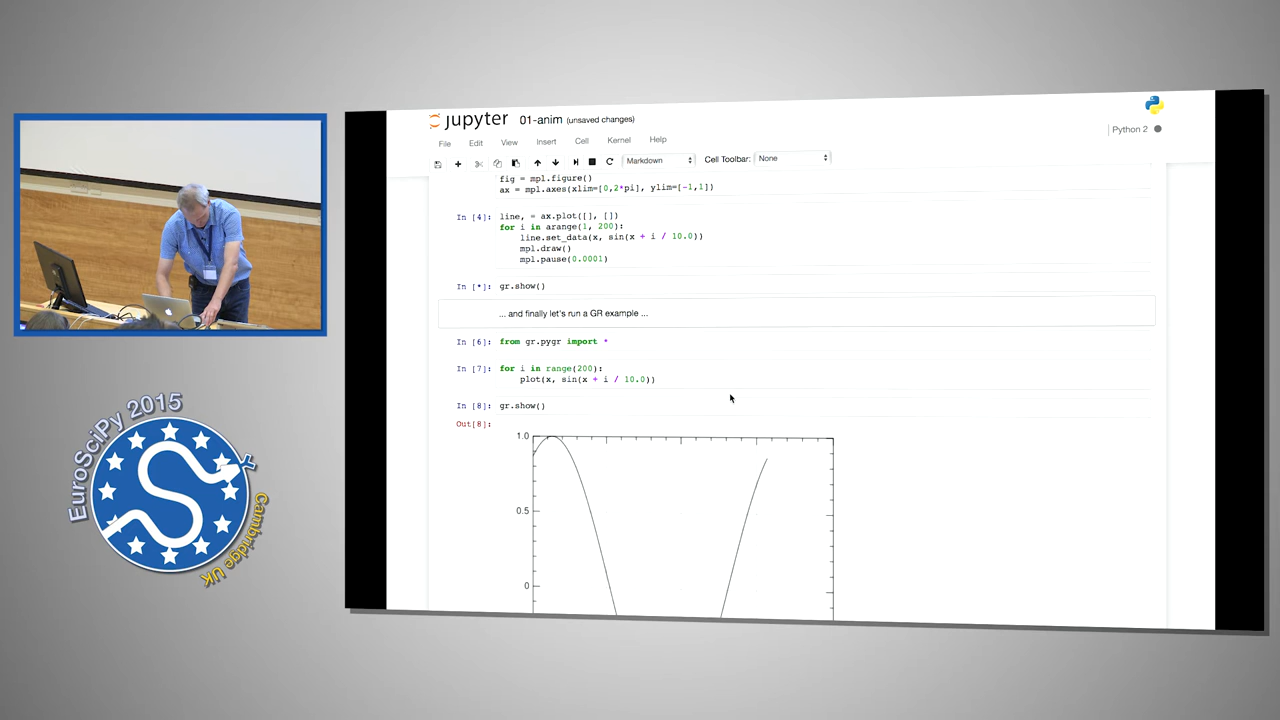 jupyter 01-anim (unsaved changes)
File Edit View Insert Cell Kernel Help
Python 2
Markdown Cell Toolbar: None
fig = mpl.figure()
ax = mpl.axes(xlim=[0,2*pi], ylim=[-1,1])
In [4]: line, = ax.plot([], [])
for i in arange(1, 200):
line.set_data(x, sin(x + i / 10.0))
mpl.draw()
mpl.pause(0.0001)
In [*]: gr.show()
... and finally let's run a GR example ...
In [6]: from gr.pygr import *
In [7]: for i in range(200):
plot(x, sin(x + i / 10.0))
In [8]: gr.show()
Out[8]:
1.0
0.5
0
EuroSciPy 2015
Cambridge UK